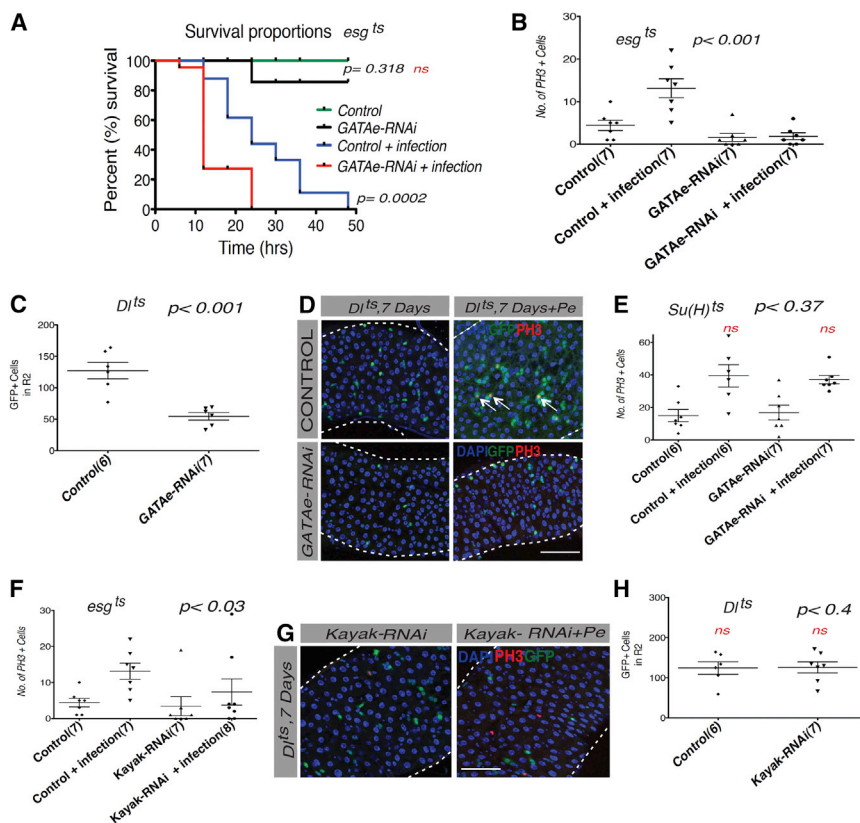 A
Survival proportions esg ts
Percent (%) survival
100
80
60
40
20
0
p= 0.318 ns
Control
GATAe-RNAi
Control + infection
GATAe-RNAi + infection
p= 0.0002
0 10 20 30 40 50
Time (hrs)
B
esg ts p< 0.001
No. of PH3 + Cells
30
20
10
0
Control(7)
Control + infection(7)
GATAe-RNAi(7)
GATAe-RNAi + infection(7)
C
Dl ts p< 0.001
GFP+ Cells
in R2
200
150
100
50
0
Control(6)
GATAe-RNAi(7)
D
Dl ts, 7 Days
Dl ts, 7 Days+Pe
CONTROL
GFP PH3
GATAe-RNAi
DAPI GFP PH3
E
Su(H) ts p< 0.37
No. of PH3 + Cells
80
60
40
20
0
ns
ns
Control(6)
Control + infection(6)
GATAe-RNAi(7)
GATAe-RNAi + infection(7)
F
esg ts p< 0.03
No. of PH3 + Cells
30
20
10
0
Control(7)
Control + infection(7)
Kayak-RNAi(7)
Kayak-RNAi + infection(8)
G
Kayak-RNAi
Kayak- RNAi+Pe
Dl ts, 7 Days
DAPI PH3 GFP
H
Dl ts p< 0.4
GFP+ Cells
in R2
300
200
100
0
ns
ns
Control(6)
Kayak-RNAi(7)